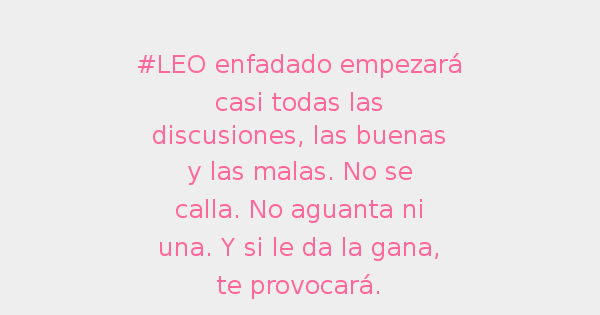 #LEO enfadado empezará
casi todas las
discusiones, las buenas
y las malas. No se
calla. No aguanta ni
una. Y si le da la gana,
te provocará.